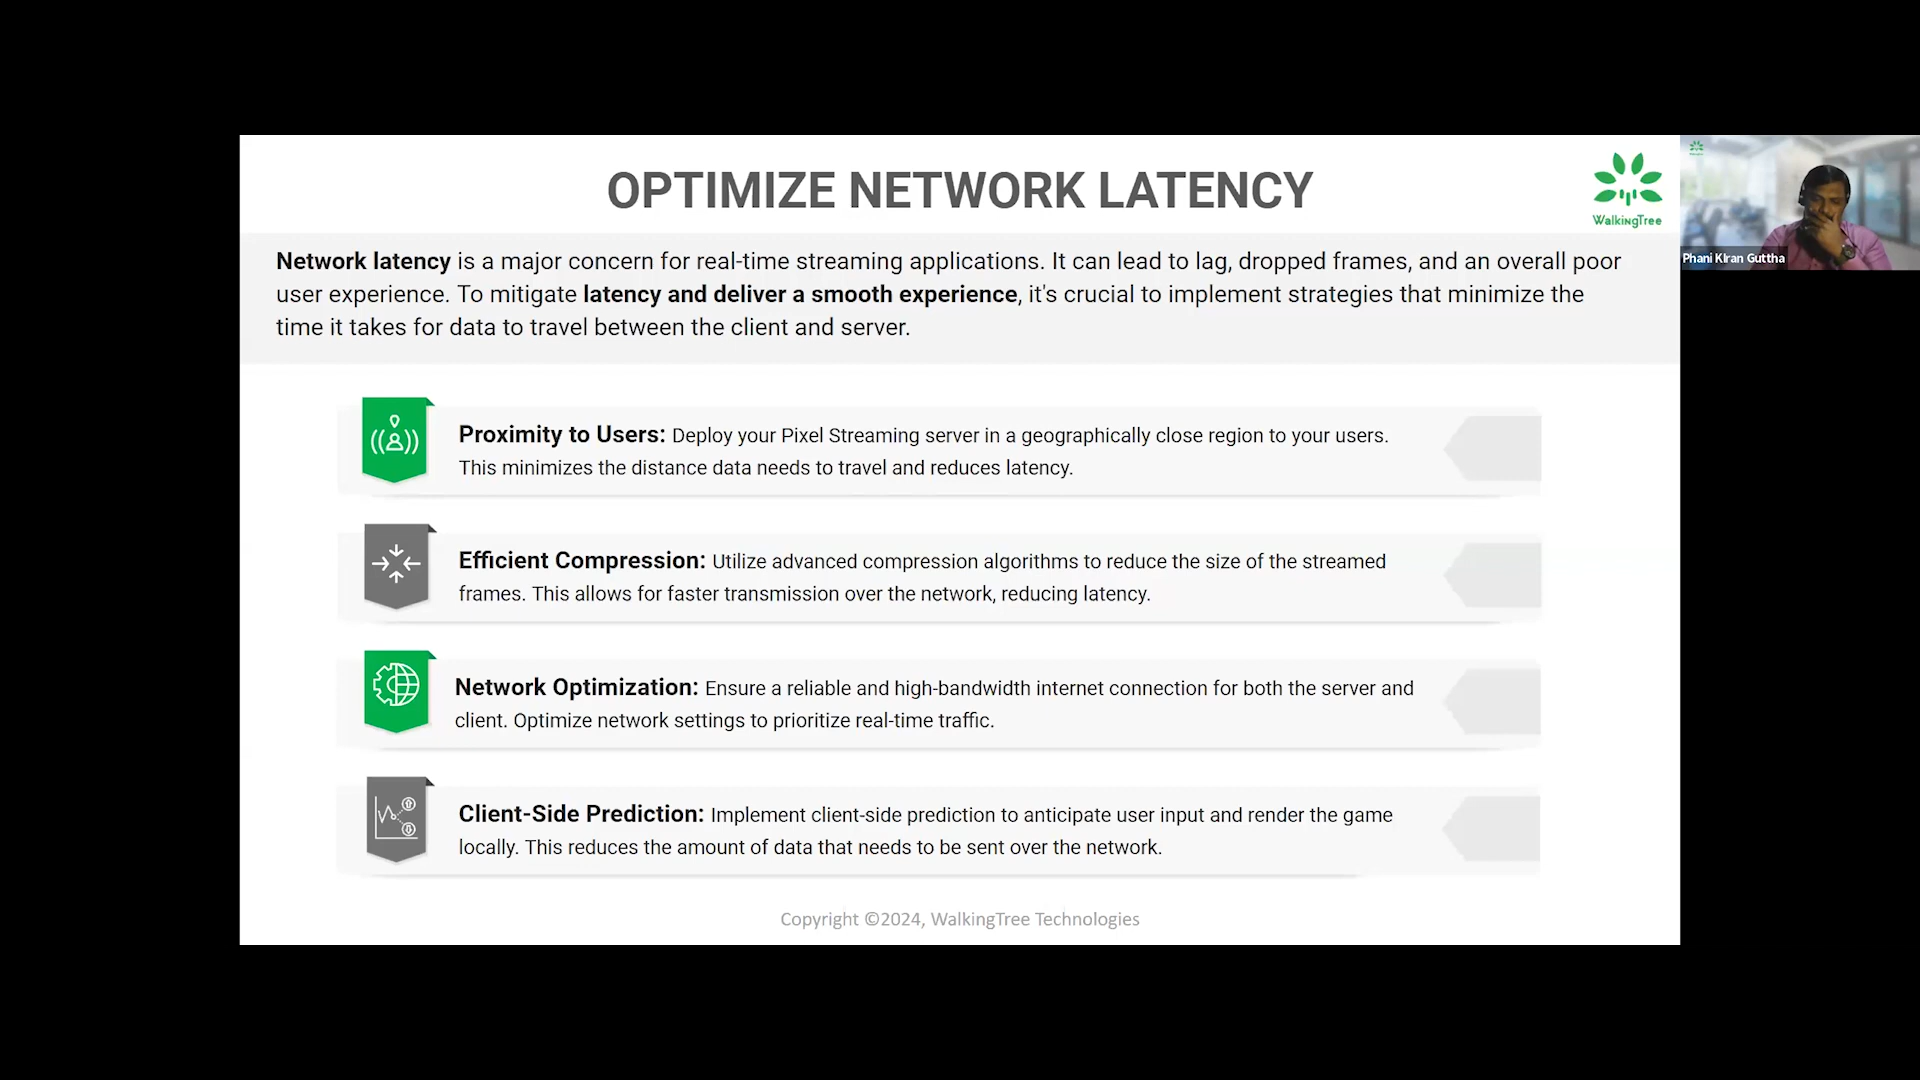 OPTIMIZE NETWORK LATENCY
WalkingTree
Network latency is a major concern for real-time streaming applications. It can lead to lag, dropped frames, and an overall poor
user experience. To mitigate latency and deliver a smooth experience, it's crucial to implement strategies that minimize the
time it takes for data to travel between the client and server.
Phani KIran Guttha
Proximity to Users: Deploy your Pixel Streaming server in a geographically close region to your users.
This minimizes the distance data needs to travel and reduces latency.
Efficient Compression: Utilize advanced compression algorithms to reduce the size of the streamed
frames. This allows for faster transmission over the network, reducing latency.
Network Optimization: Ensure a reliable and high-bandwidth internet connection for both the server and
client. Optimize network settings to prioritize real-time traffic.
Client-Side Prediction: Implement client-side prediction to anticipate user input and render the game
locally. This reduces the amount of data that needs to be sent over the network.
Copyright ©2024, WalkingTree Technologies